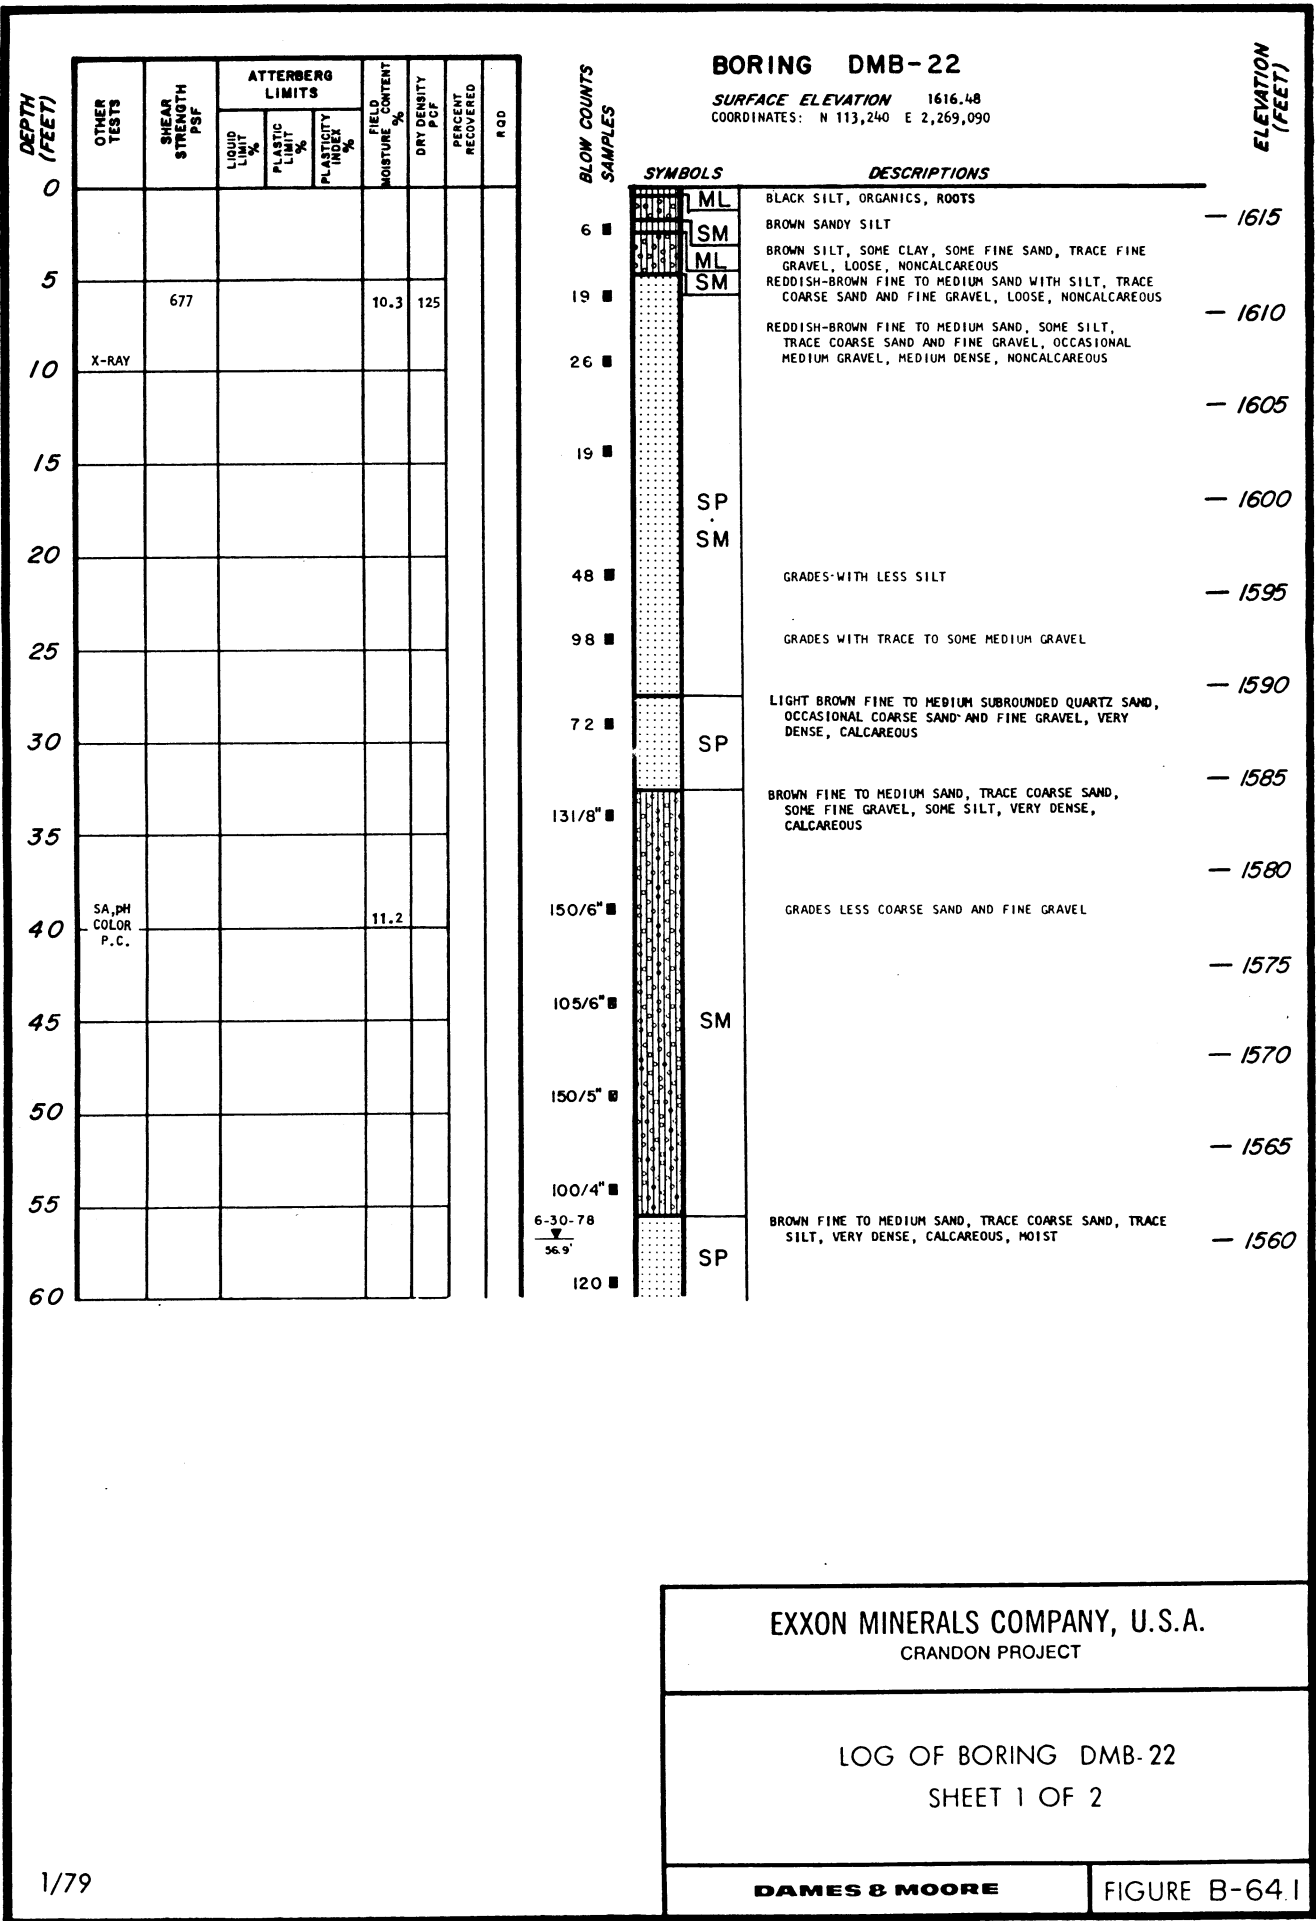 BORING DMB-22
SURFACE ELEVATION 1616.48
COORDINATES: N 113,240 E 2,269,090
DEPTH
(FEET)
OTHER
TESTS
SHEAR
STRENGTH
PSF
ATTERBERG
LIMITS
LIQUID
LIMIT
%
PLASTIC
LIMIT
%
PLASTICITY
INDEX
%
FIELD
MOISTURE CONTENT
%
DRY DENSITY
PCF
PERCENT
RECOVERED
RQD
BLOW COUNTS
SAMPLES
SYMBOLS
DESCRIPTIONS
ELEVATION
(FEET)
0
ML BLACK SILT, ORGANICS, ROOTS
— 1615
6 SM BROWN SANDY SILT
ML BROWN SILT, SOME CLAY, SOME FINE SAND, TRACE FINE
GRAVEL, LOOSE, NONCALCAREOUS
5
SM REDDISH-BROWN FINE TO MEDIUM SAND WITH SILT, TRACE
COARSE SAND AND FINE GRAVEL, LOOSE, NONCALCAREOUS
677 10.3 125 19
— 1610
REDDISH-BROWN FINE TO MEDIUM SAND, SOME SILT,
TRACE COARSE SAND AND FINE GRAVEL, OCCASIONAL
MEDIUM GRAVEL, MEDIUM DENSE, NONCALCAREOUS
X-RAY 26
10
— 1605
19
15
SP
SM
— 1600
20
48 GRADES-WITH LESS SILT
— 1595
98 GRADES WITH TRACE TO SOME MEDIUM GRAVEL
25
— 1590
LIGHT BROWN FINE TO MEDIUM SUBROUNDED QUARTZ SAND,
OCCASIONAL COARSE SAND AND FINE GRAVEL, VERY
DENSE, CALCAREOUS
72
30 SP
— 1585
BROWN FINE TO MEDIUM SAND, TRACE COARSE SAND,
SOME FINE GRAVEL, SOME SILT, VERY DENSE,
CALCAREOUS
131/8"
35
— 1580
SA,pH
COLOR
P.C.
11.2 150/6" GRADES LESS COARSE SAND AND FINE GRAVEL
40
— 1575
105/6"
45 SM
— 1570
150/5"
50
— 1565
100/4"
55
6-30-78
56.9'
BROWN FINE TO MEDIUM SAND, TRACE COARSE SAND, TRACE
SILT, VERY DENSE, CALCAREOUS, MOIST
— 1560
SP
120
60
EXXON MINERALS COMPANY, U.S.A.
CRANDON PROJECT
LOG OF BORING DMB-22
SHEET 1 OF 2
1/79
DAMES & MOORE
FIGURE B-64.1